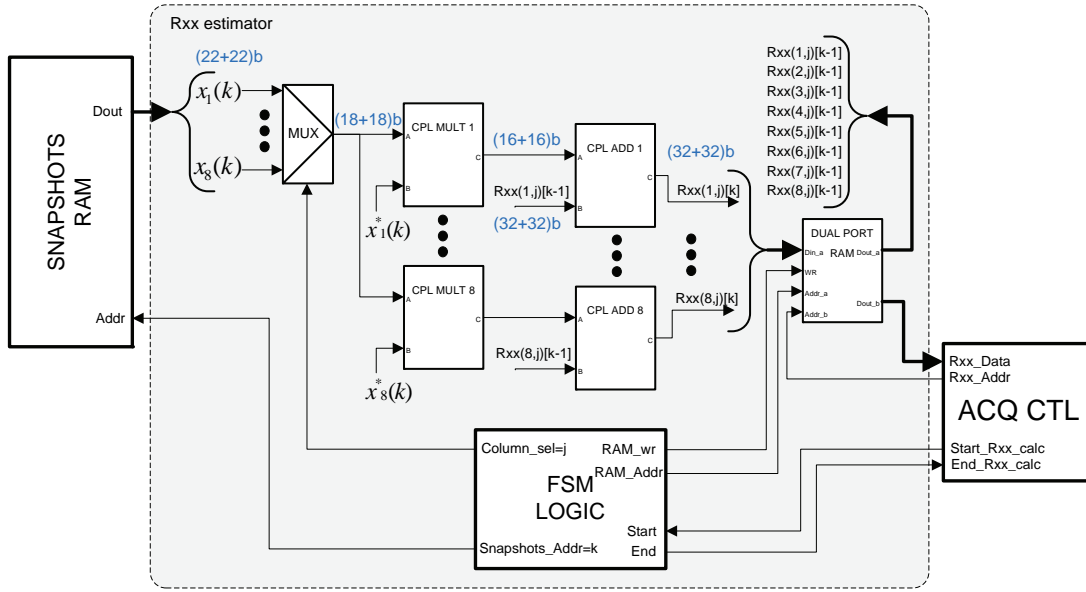 Rxx estimator
SNAPSHOTS RAM
Dout
Addr
(22+22)b
x1(k)
x8(k)
MUX
(18+18)b
CPL MULT 1
A
B
C
x*1(k)
(16+16)b
Rxx(1,j)[k-1]
(32+32)b
CPL ADD 1
A
B
C
(32+32)b
Rxx(1,j)[k]
CPL MULT 8
A
B
C
x*8(k)
Rxx(8,j)[k-1]
CPL ADD 8
A
B
C
Rxx(8,j)[k]
Rxx(1,j)[k-1]
Rxx(2,j)[k-1]
Rxx(3,j)[k-1]
Rxx(4,j)[k-1]
Rxx(5,j)[k-1]
Rxx(6,j)[k-1]
Rxx(7,j)[k-1]
Rxx(8,j)[k-1]
DUAL PORT
RAM
Din_a
WR
Addr_a
Addr_b
Dout_a
Dout_b
Rxx_Data
Rxx_Addr
ACQ CTL
Start_Rxx_calc
End_Rxx_calc
Column_sel=j
RAM_wr
RAM_Addr
FSM
LOGIC
Start
Snapshots_Addr=k
End